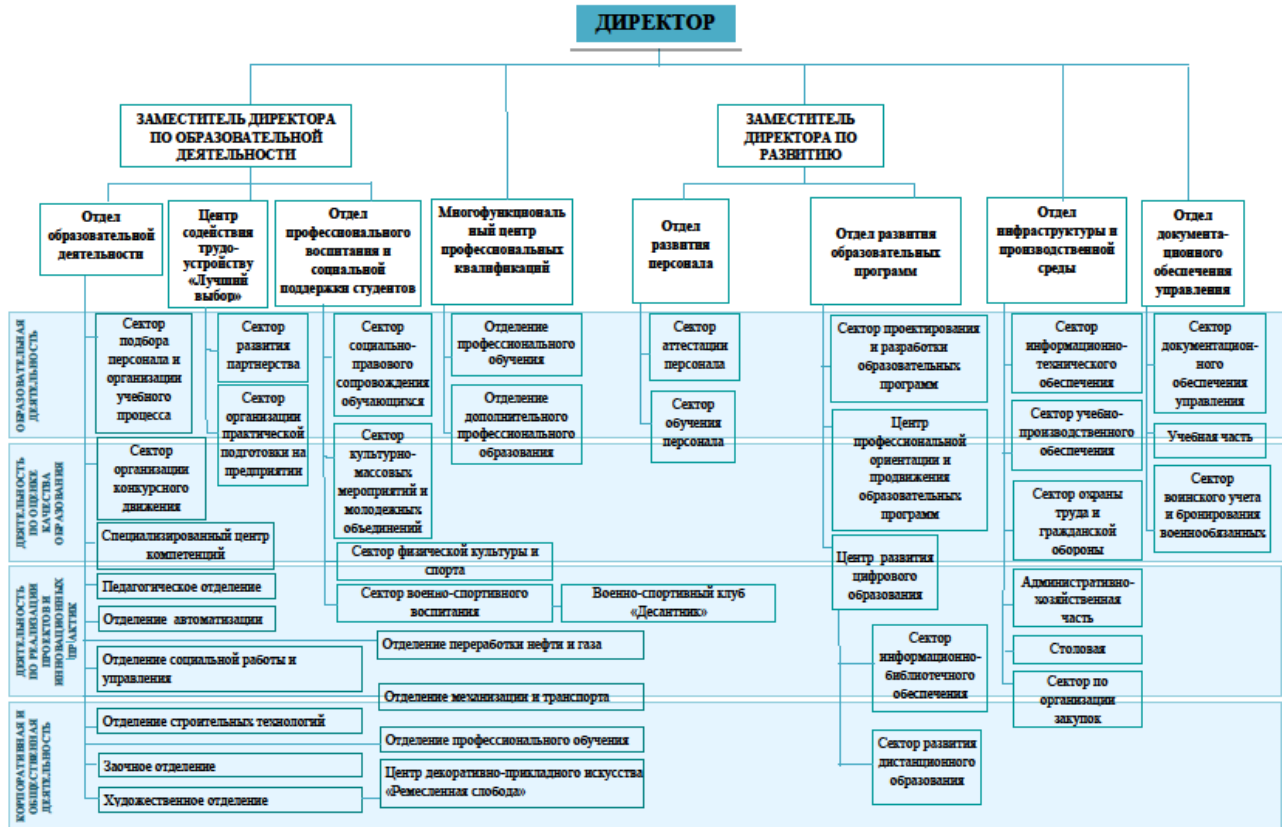 ДИРЕКТОР
ЗАМЕСТИТЕЛЬ ДИРЕКТОРА
ПО ОБРАЗОВАТЕЛЬНОЙ
ДЕЯТЕЛЬНОСТИ
ЗАМЕСТИТЕЛЬ
ДИРЕКТОРА ПО
РАЗВИТИЮ
Отдел
образовательной
деятельности
Центр
содействия
трудо-
устройству
«Лучший
выбор»
Отдел
профессионального
воспитания и
социальной
поддержки студентов
Многофункциональ
ный центр
профессиональных
квалификаций
Отдел
развития
персонала
Отдел развития
образовательных
программ
Отдел
инфраструктуры и
производственной
среды
Отдел
документа-
ционного
обеспечения
управления
ОБРАЗОВАТЕЛЬНАЯ
ДЕЯТЕЛЬНОСТЬ
Сектор
подбора
персонала и
организации
учебного
процесса
Сектор
развития
партнерства
Сектор
социально-
правового
сопровождения
обучающихся
Отделение
профессионального
обучения
Сектор
аттестации
персонала
Сектор проектирования
и разработки
образовательных
программ
Сектор
информационно-
технического
обеспечения
Сектор
документацион-
ного
обеспечения
управления
Сектор
организации
практической
подготовки на
предприятии
Отделение
дополнительного
профессионального
образования
Сектор
обучения
персонала
Центр
профессиональной
ориентации и
продвижения
образовательных
программ
Сектор учебно-
производственного
обеспечения
Учебная часть
ДЕЯТЕЛЬНОСТЬ
ПО ОЦЕНКЕ
КАЧЕСТВА
ОБРАЗОВАНИЯ
Сектор
организации
конкурсного
движения
Сектор
культурно-
массовых
мероприятий и
молодежных
объединений
Сектор охраны
труда и
гражданской
обороны
Сектор
воинского учета
и бронирования
военнообязанных
Специализированный центр
компетенций
Сектор физической культуры и
спорта
Центр развития
цифрового
образования
ДЕЯТЕЛЬНОСТЬ
ПО РЕАЛИЗАЦИИ
ПРОЕКТОВ И
ИННОВАЦИОННЫХ
ПРАКТИК
Педагогическое отделение
Сектор военно-спортивного
воспитания
Военно-спортивный клуб
«Десантник»
Административно-
хозяйственная
часть
Отделение автоматизации
Отделение переработки нефти и газа
Сектор
информационно-
библиотечного
обеспечения
Столовая
Отделение социальной работы и
управления
Отделение механизации и транспорта
Сектор по
организации
закупок
КОРПОРАТИВНАЯ И
ОБЩЕСТВЕННАЯ
ДЕЯТЕЛЬНОСТЬ
Отделение строительных технологий
Отделение профессионального обучения
Сектор развития
дистанционного
образования
Заочное отделение
Центр декоративно-прикладного искусства
«Ремесленная слобода»
Художественное отделение